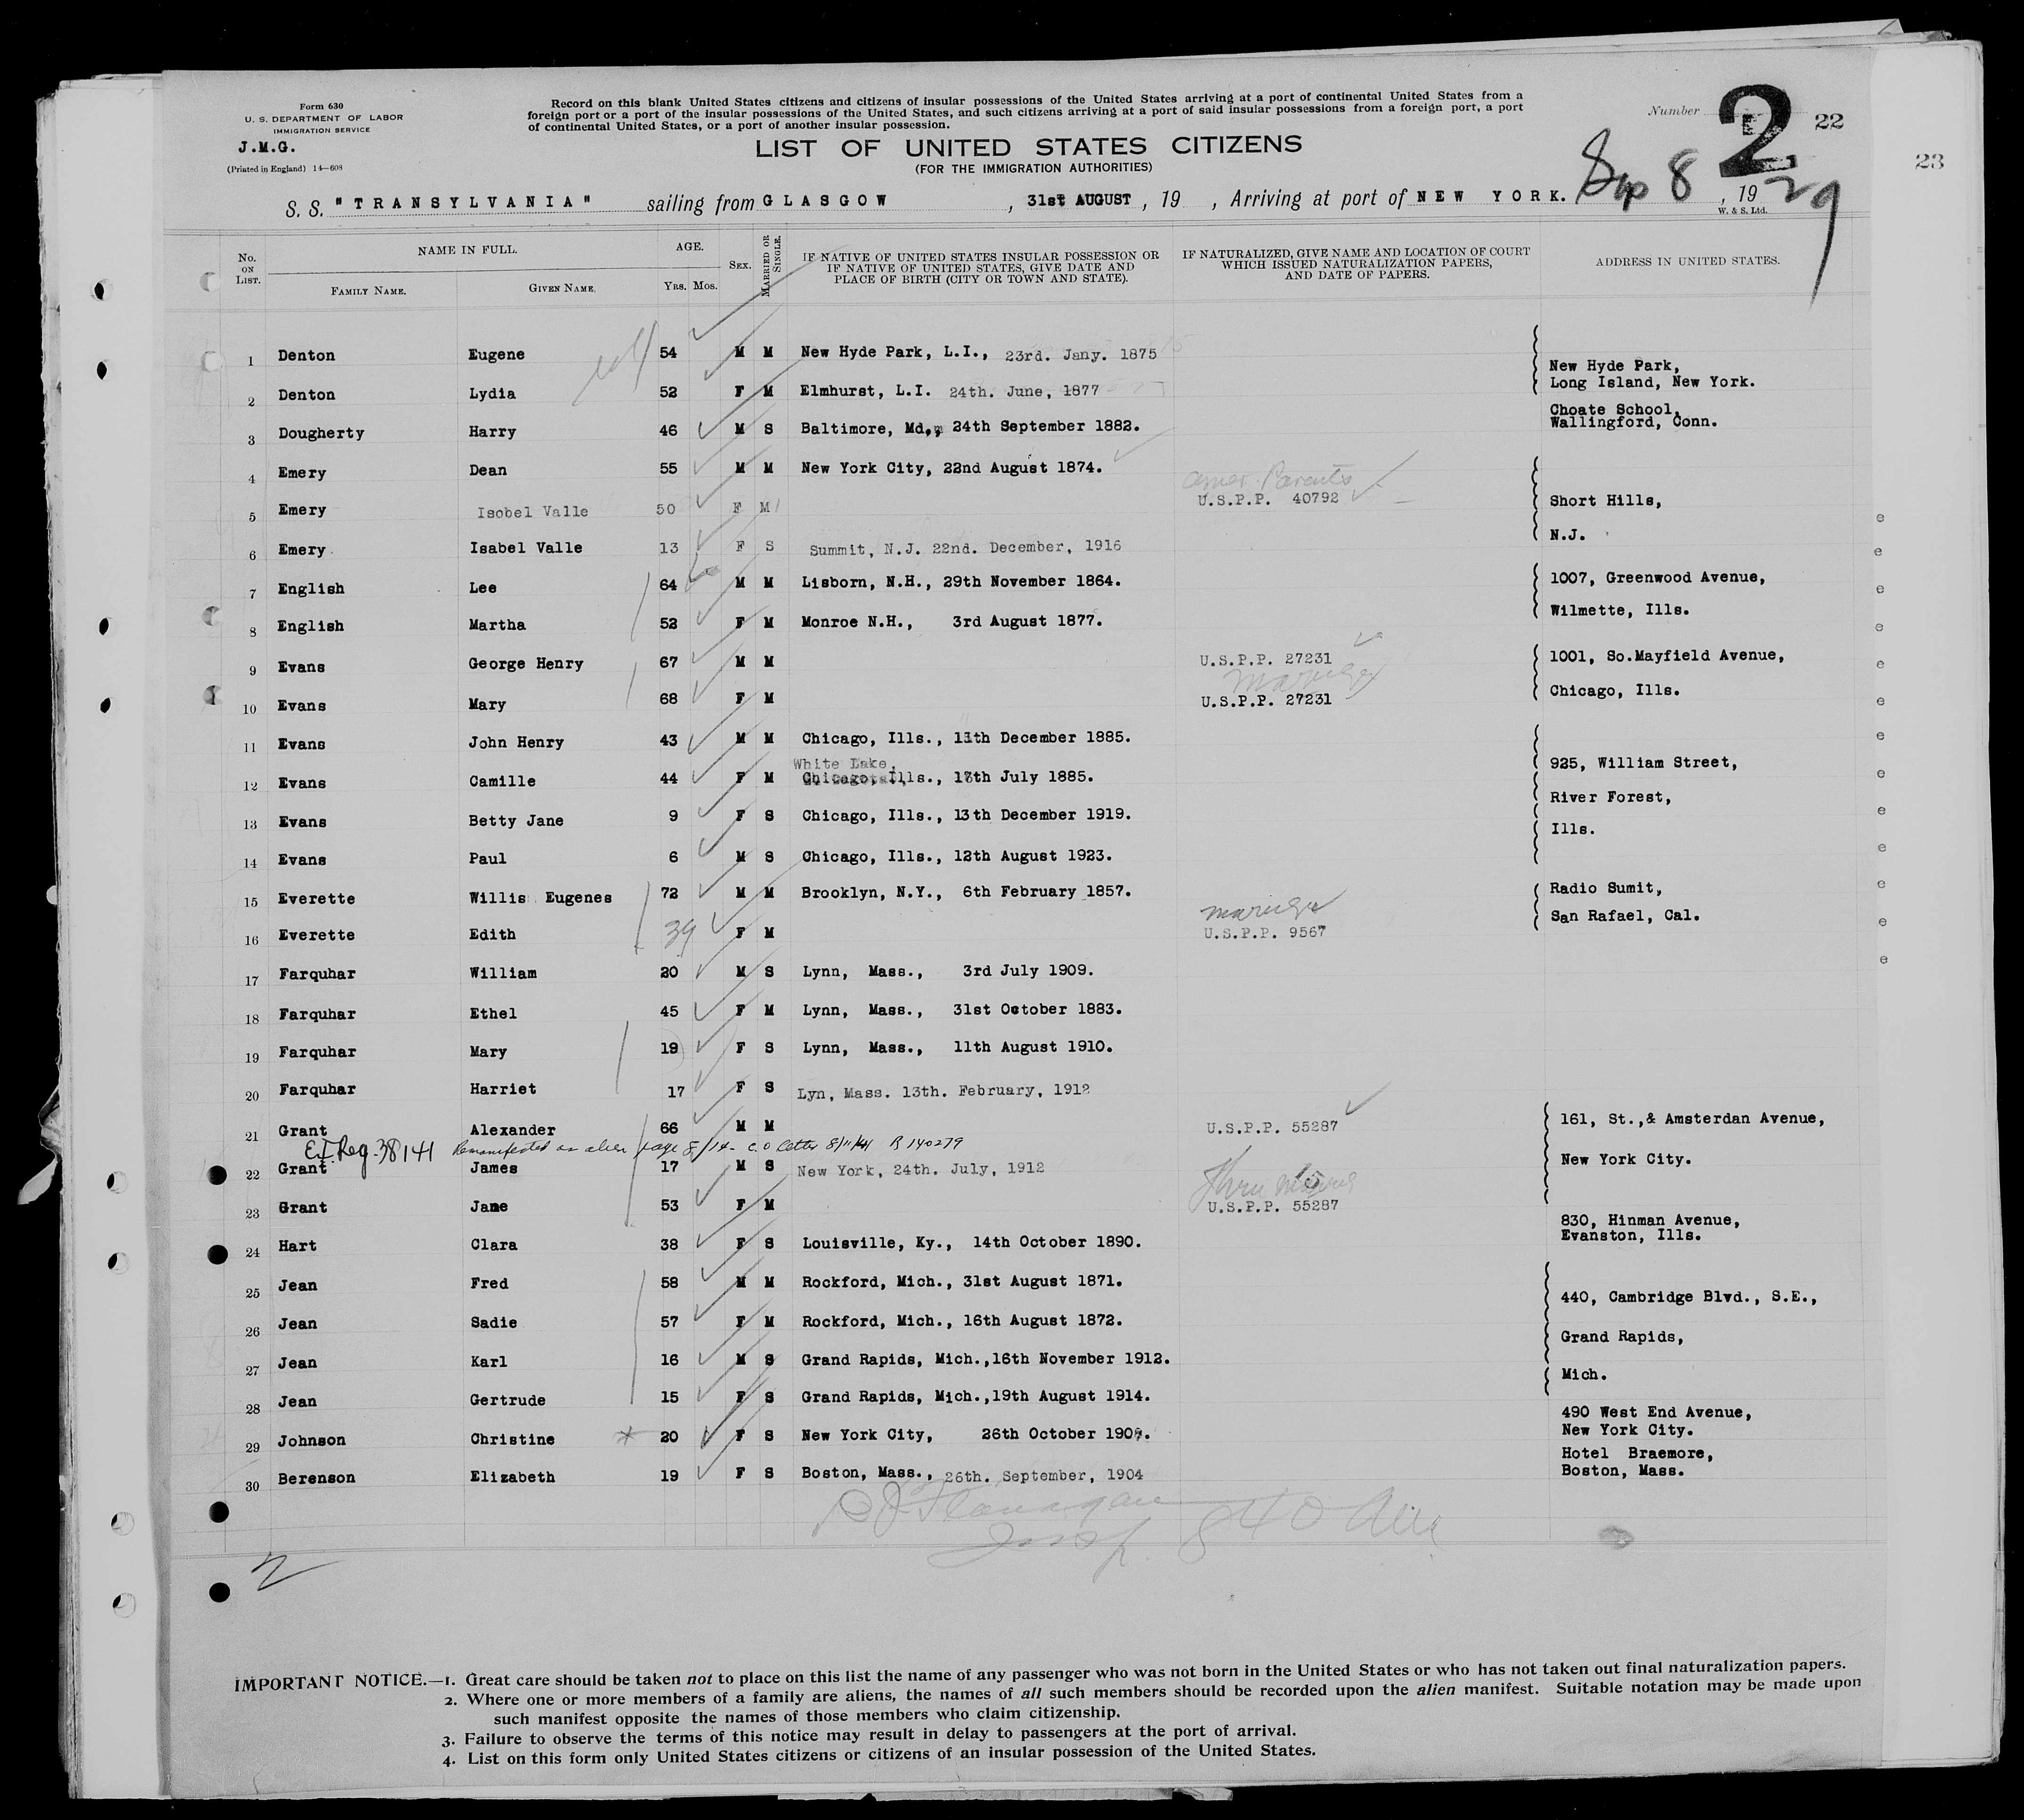 Form 630
U. S. DEPARTMENT OF LABOR
IMMIGRATION SERVICE
J.M.G.
(Printed in England) 14—608
Record on this blank United States citizens and citizens of insular possessions of the United States arriving at a port of continental United States from a
foreign port or a port of the insular possessions of the United States, and such citizens arriving at a port of said insular possessions from a foreign port, a port
of continental United States, or a port of another insular possession.
Number 2 22
23
LIST OF UNITED STATES CITIZENS
(FOR THE IMMIGRATION AUTHORITIES)
S. S. "TRANSYLVANIA" sailing from GLASGOW, 31st AUGUST, 19 , Arriving at port of NEW YORK. Sep 8, 1929
W. & S. Ltd.
No. ON LIST. NAME IN FULL. FAMILY NAME. GIVEN NAME. AGE. YRS. MOS. SEX. MARRIED OR SINGLE. IF NATIVE OF UNITED STATES INSULAR POSSESSION OR IF NATIVE OF UNITED STATES, GIVE DATE AND PLACE OF BIRTH (CITY OR TOWN AND STATE). IF NATURALIZED, GIVE NAME AND LOCATION OF COURT WHICH ISSUED NATURALIZATION PAPERS, AND DATE OF PAPERS. ADDRESS IN UNITED STATES.
1 Denton Eugene 54 M M New Hyde Park, L.I., 23rd. Jany. 1875
New Hyde Park,
2 Denton Lydia 52 F M Elmhurst, L.I. 24th. June, 1877 Long Island, New York.
Choate School,
3 Dougherty Harry 46 M S Baltimore, Md., 24th September 1882. Wallingford, Conn.
4 Emery Dean 55 M M New York City, 22nd August 1874.
Amer. Parents
5 Emery Isobel Valle 50 F M U.S.P.P. 40792 Short Hills,
6 Emery Isabel Valle 13 F S Summit, N.J. 22nd. December, 1916 N.J.
7 English Lee 64 M M Lisborn, N.H., 29th November 1864. 1007, Greenwood Avenue,
8 English Martha 52 F M Monroe N.H., 3rd August 1877. Wilmette, Ills.
9 Evans George Henry 67 M M U.S.P.P. 27231 1001, So.Mayfield Avenue,
marriage
10 Evans Mary 68 F M U.S.P.P. 27231 Chicago, Ills.
11 Evans John Henry 43 M M Chicago, Ills., 11th December 1885.
White Lake,
12 Evans Camille 44 F M Chicago, Ills., 17th July 1885. 925, William Street,
13 Evans Betty Jane 9 F S Chicago, Ills., 13th December 1919. River Forest,
Ills.
14 Evans Paul 6 M S Chicago, Ills., 12th August 1923.
15 Everette Willis Eugenes 72 M M Brooklyn, N.Y., 6th February 1857. Radio Sumit,
marriage San Rafael, Cal.
16 Everette Edith 39 F M U.S.P.P. 9567
17 Farquhar William 20 M S Lynn, Mass., 3rd July 1909.
18 Farquhar Ethel 45 F M Lynn, Mass., 31st October 1883.
19 Farquhar Mary 19 F S Lynn, Mass., 11th August 1910.
20 Farquhar Harriet 17 F S Lyn, Mass. 13th. February, 1912
21 Grant Alexander 66 M M U.S.P.P. 55287 161, St.,& Amsterdan Avenue,
E.I. Reg. 38141 Remanifested as alien page 8/14 - C.O letter 8/11/41 R 140279
22 Grant James 17 M S New York, 24th. July, 1912 New York City.
Thru
23 Grant Jane 53 F M U.S.P.P. 55287
830, Hinman Avenue,
24 Hart Clara 38 F S Louisville, Ky., 14th October 1890. Evanston, Ills.
25 Jean Fred 58 M M Rockford, Mich., 31st August 1871. 440, Cambridge Blvd., S.E.,
26 Jean Sadie 57 F M Rockford, Mich., 16th August 1872. Grand Rapids,
27 Jean Karl 16 M S Grand Rapids, Mich.,16th November 1912. Mich.
28 Jean Gertrude 15 F S Grand Rapids, Mich.,19th August 1914.
490 West End Avenue,
29 Johnson Christine 20 F S New York City, 26th October 1909. New York City.
Hotel Braemore,
30 Berenson Elizabeth 19 F S Boston, Mass., 26th. September, 1904 Boston, Mass.
Flanagan
Insp. 840
2
IMPORTANT NOTICE.—1. Great care should be taken not to place on this list the name of any passenger who was not born in the United States or who has not taken out final naturalization papers.
2. Where one or more members of a family are aliens, the names of all such members should be recorded upon the alien manifest. Suitable notation may be made upon
such manifest opposite the names of those members who claim citizenship.
3. Failure to observe the terms of this notice may result in delay to passengers at the port of arrival.
4. List on this form only United States citizens or citizens of an insular possession of the United States.